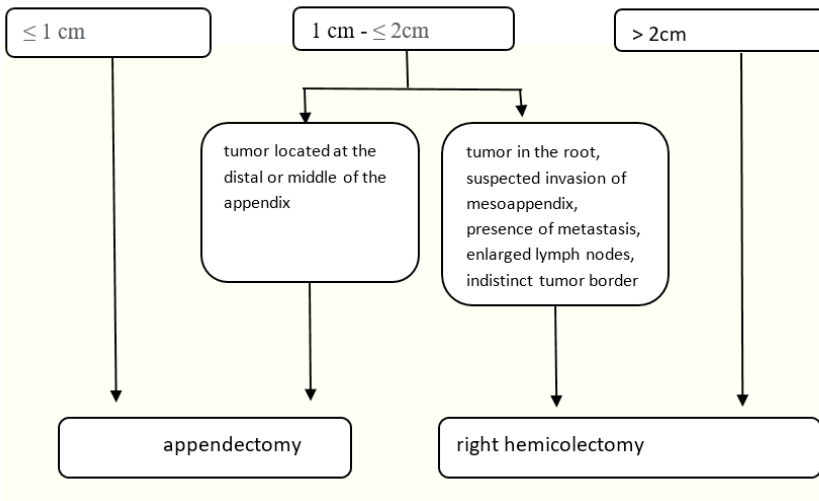 ≤ 1 cm
1 cm - ≤ 2cm
> 2cm
tumor located at the
distal or middle of the
appendix
tumor in the root,
suspected invasion of
mesoappendix,
presence of metastasis,
enlarged lymph nodes,
indistinct tumor border
appendectomy
right hemicolectomy